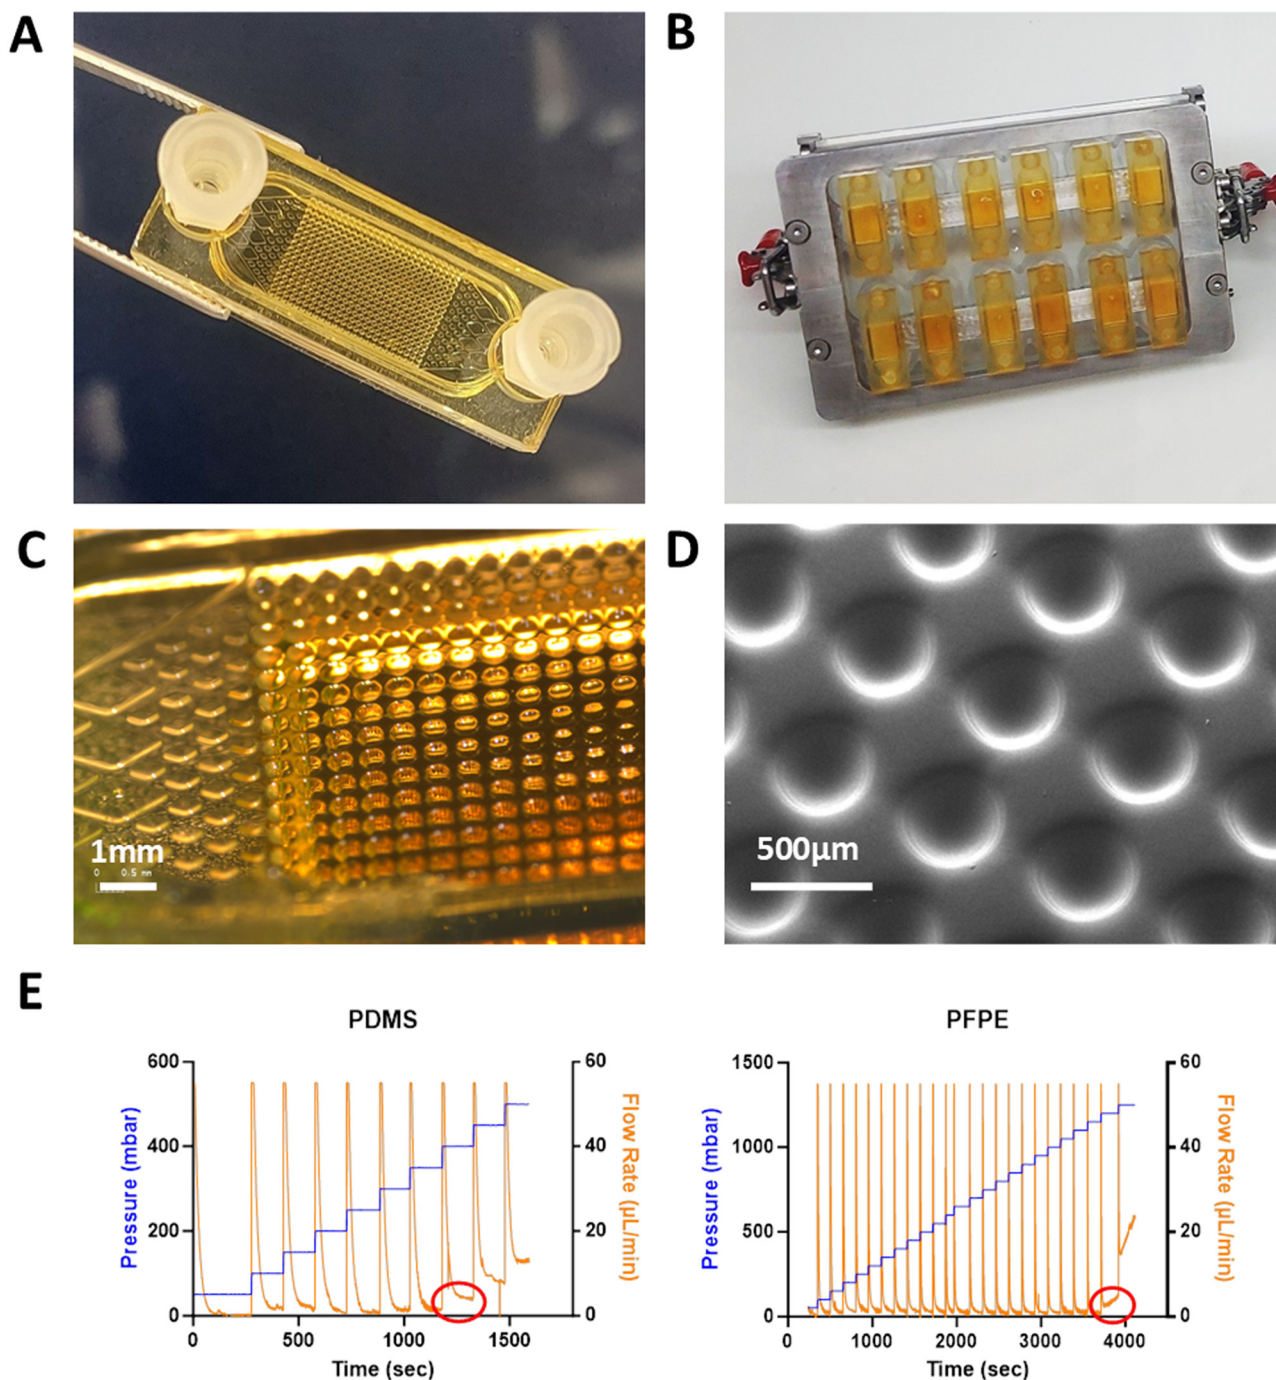 A
B
C
1mm
0 0.5 mm
D
500μm
E
PDMS
600
400
200
0
Pressure (mbar)
60
40
20
0
Flow Rate (μL/min)
0 500 1000 1500
Time (sec)
PFPE
1500
1000
500
0
Pressure (mbar)
60
40
20
0
Flow Rate (μL/min)
0 1000 2000 3000 4000
Time (sec)